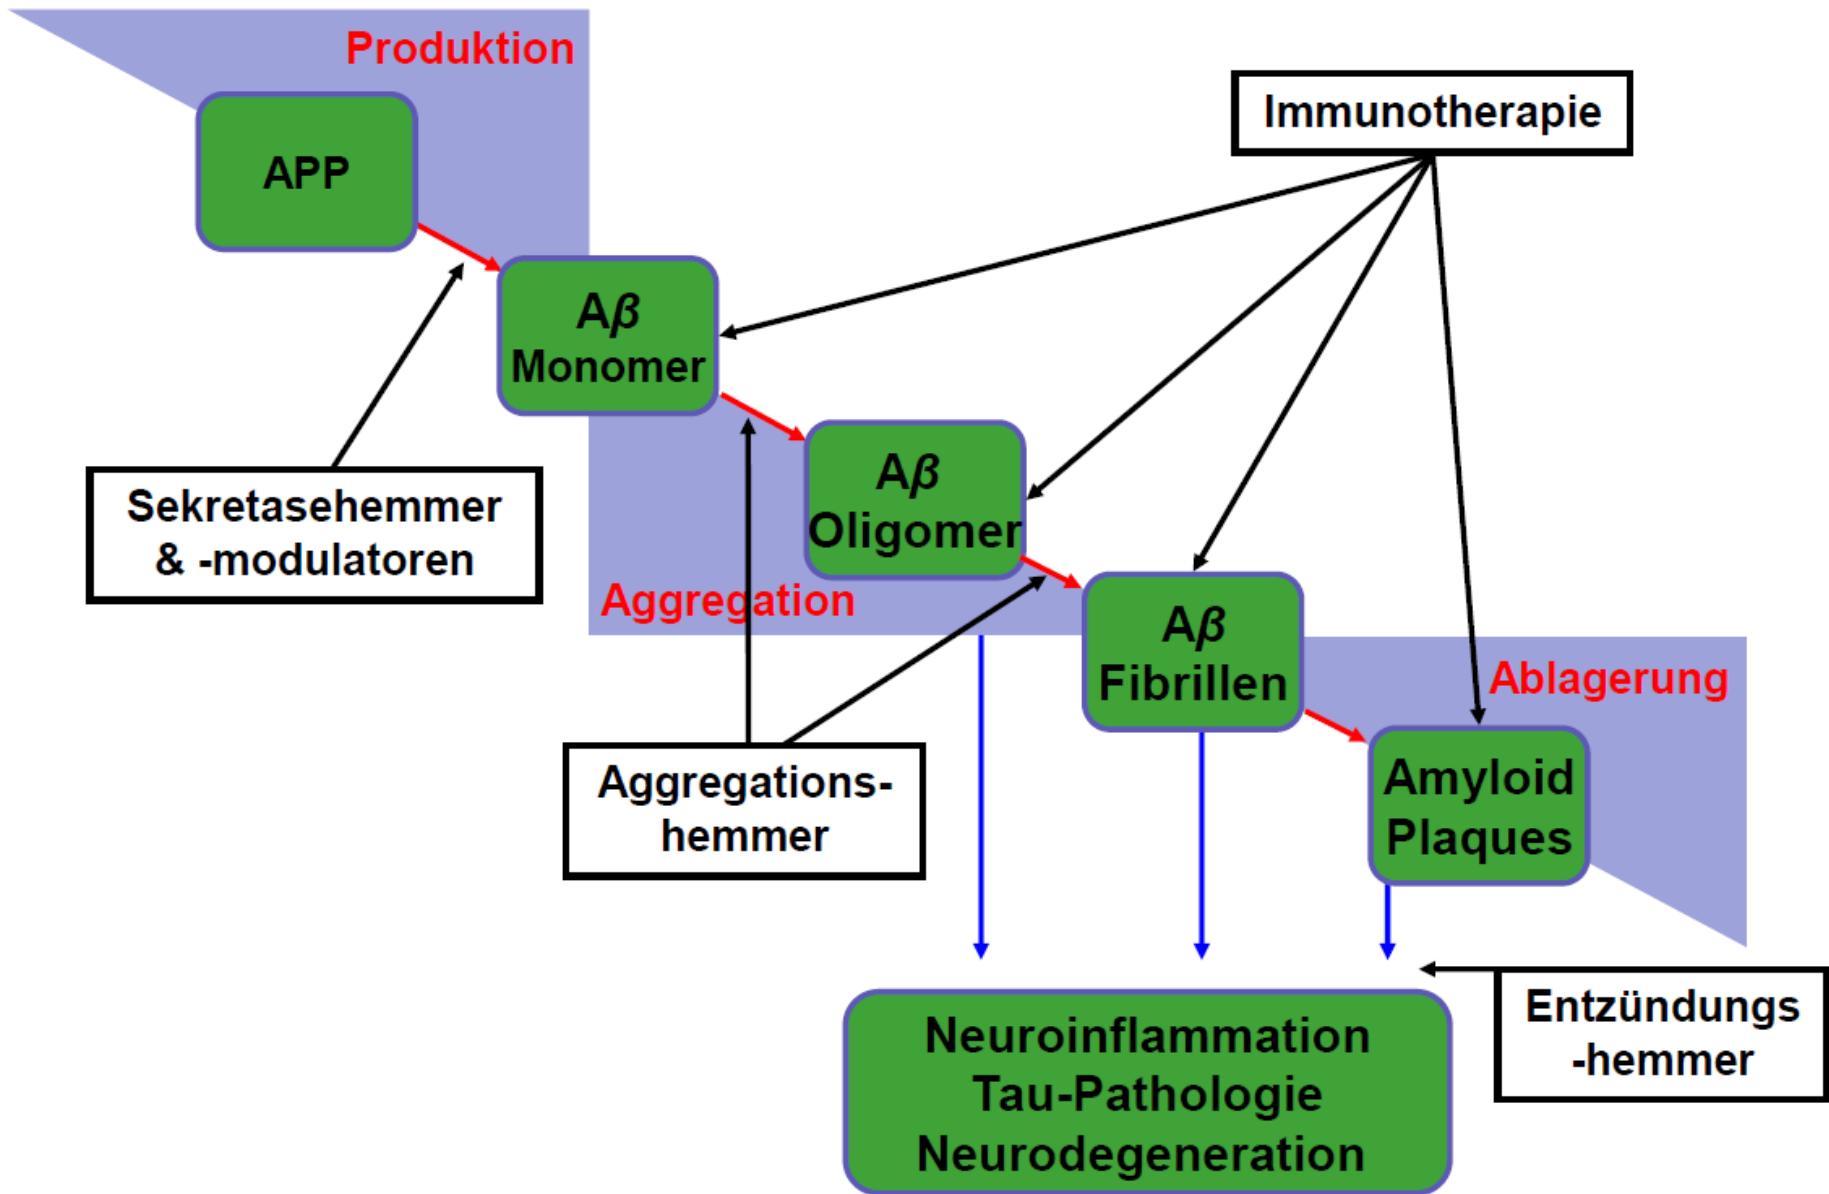 Produktion
APP
Immunotherapie
Aβ
Monomer
Aβ
Oligomer
Sekretasehemmer
& -modulatoren
Aggregation
Aβ
Fibrillen
Ablagerung
Aggregations-
hemmer
Amyloid
Plaques
Entzündungs
-hemmer
Neuroinflammation
Tau-Pathologie
Neurodegeneration